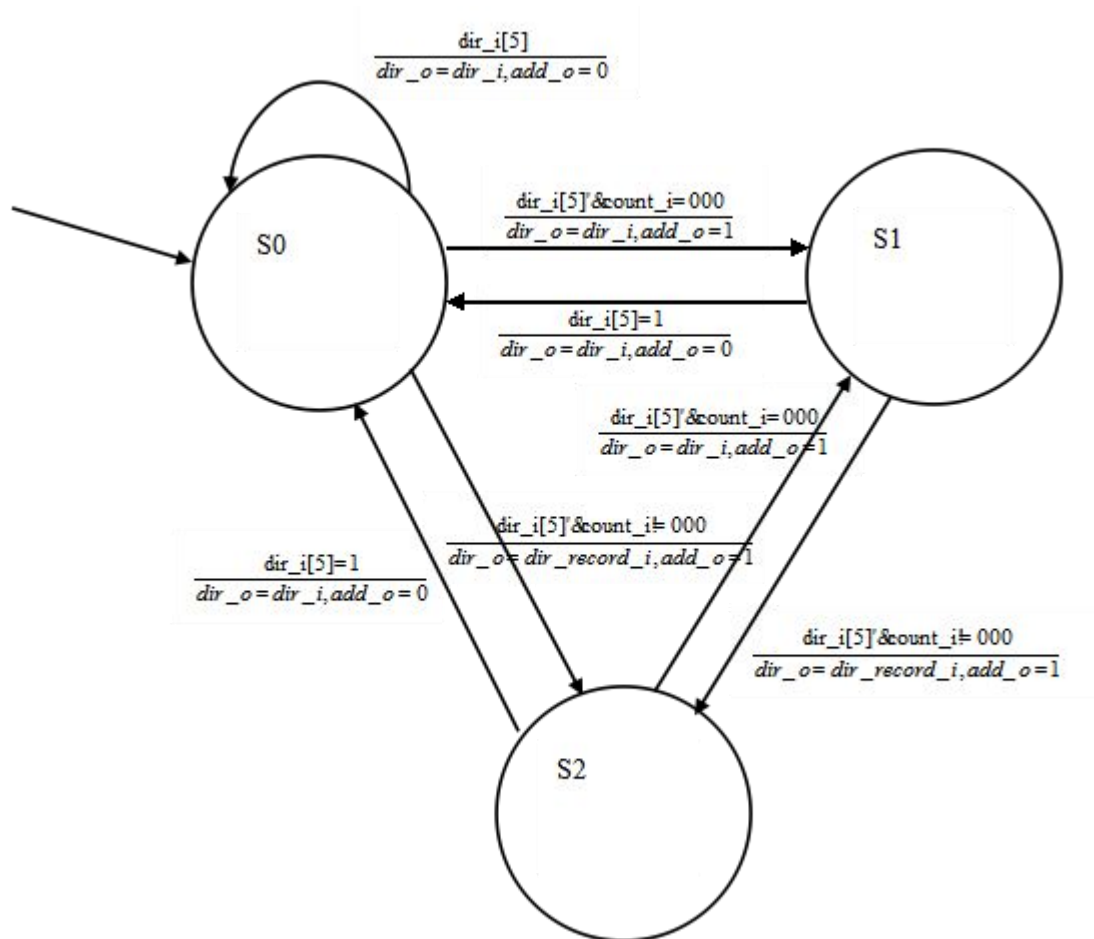 dir_i[5]
dir_o=dir_i,add_o=0
dir_i[5]'&count_i=000
dir_o=dir_i,add_o=1
S0
S1
dir_i[5]=1
dir_o=dir_i,add_o=0
dir_i[5]'&count_i=000
dir_o=dir_i,add_o=1
dir_i[5]'&count_i!=000
dir_o=dir_record_i,add_o=1
dir_i[5]=1
dir_o=dir_i,add_o=0
dir_i[5]'&count_i!=000
dir_o=dir_record_i,add_o=1
S2